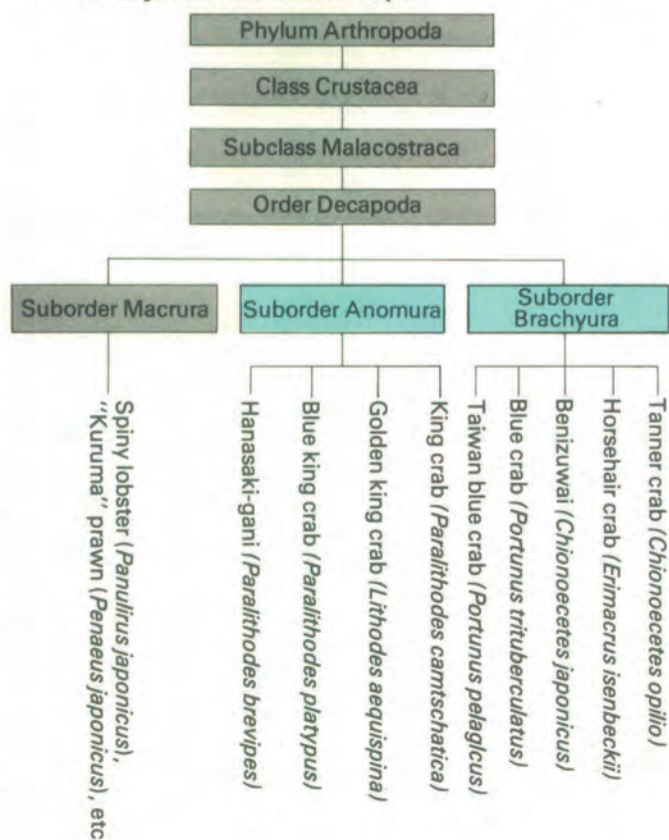 Phylum Arthropoda
Class Crustacea
Subclass Malacostraca
Order Decapoda
Suborder Macrura
Suborder Anomura
Suborder
Brachyura
Spiny lobster (Panulirus japonicus),
"Kuruma" prawn (Penaeus japonicus), etc
Hanasaki-gani (Paralithodes brevipes)
Blue king crab (Paralithodes platypus)
Golden king crab (Lithodes aequispina)
King crab (Paralithodes camtschatica)
Taiwan blue crab (Portunus pelaglcus)
Blue crab (Portunus trituberculatus)
Benizuwai (Chionoecetes japonicus)
Horsehair crab (Erimacrus isenbeckii)
Tanner crab (Chionoecetes opilio)